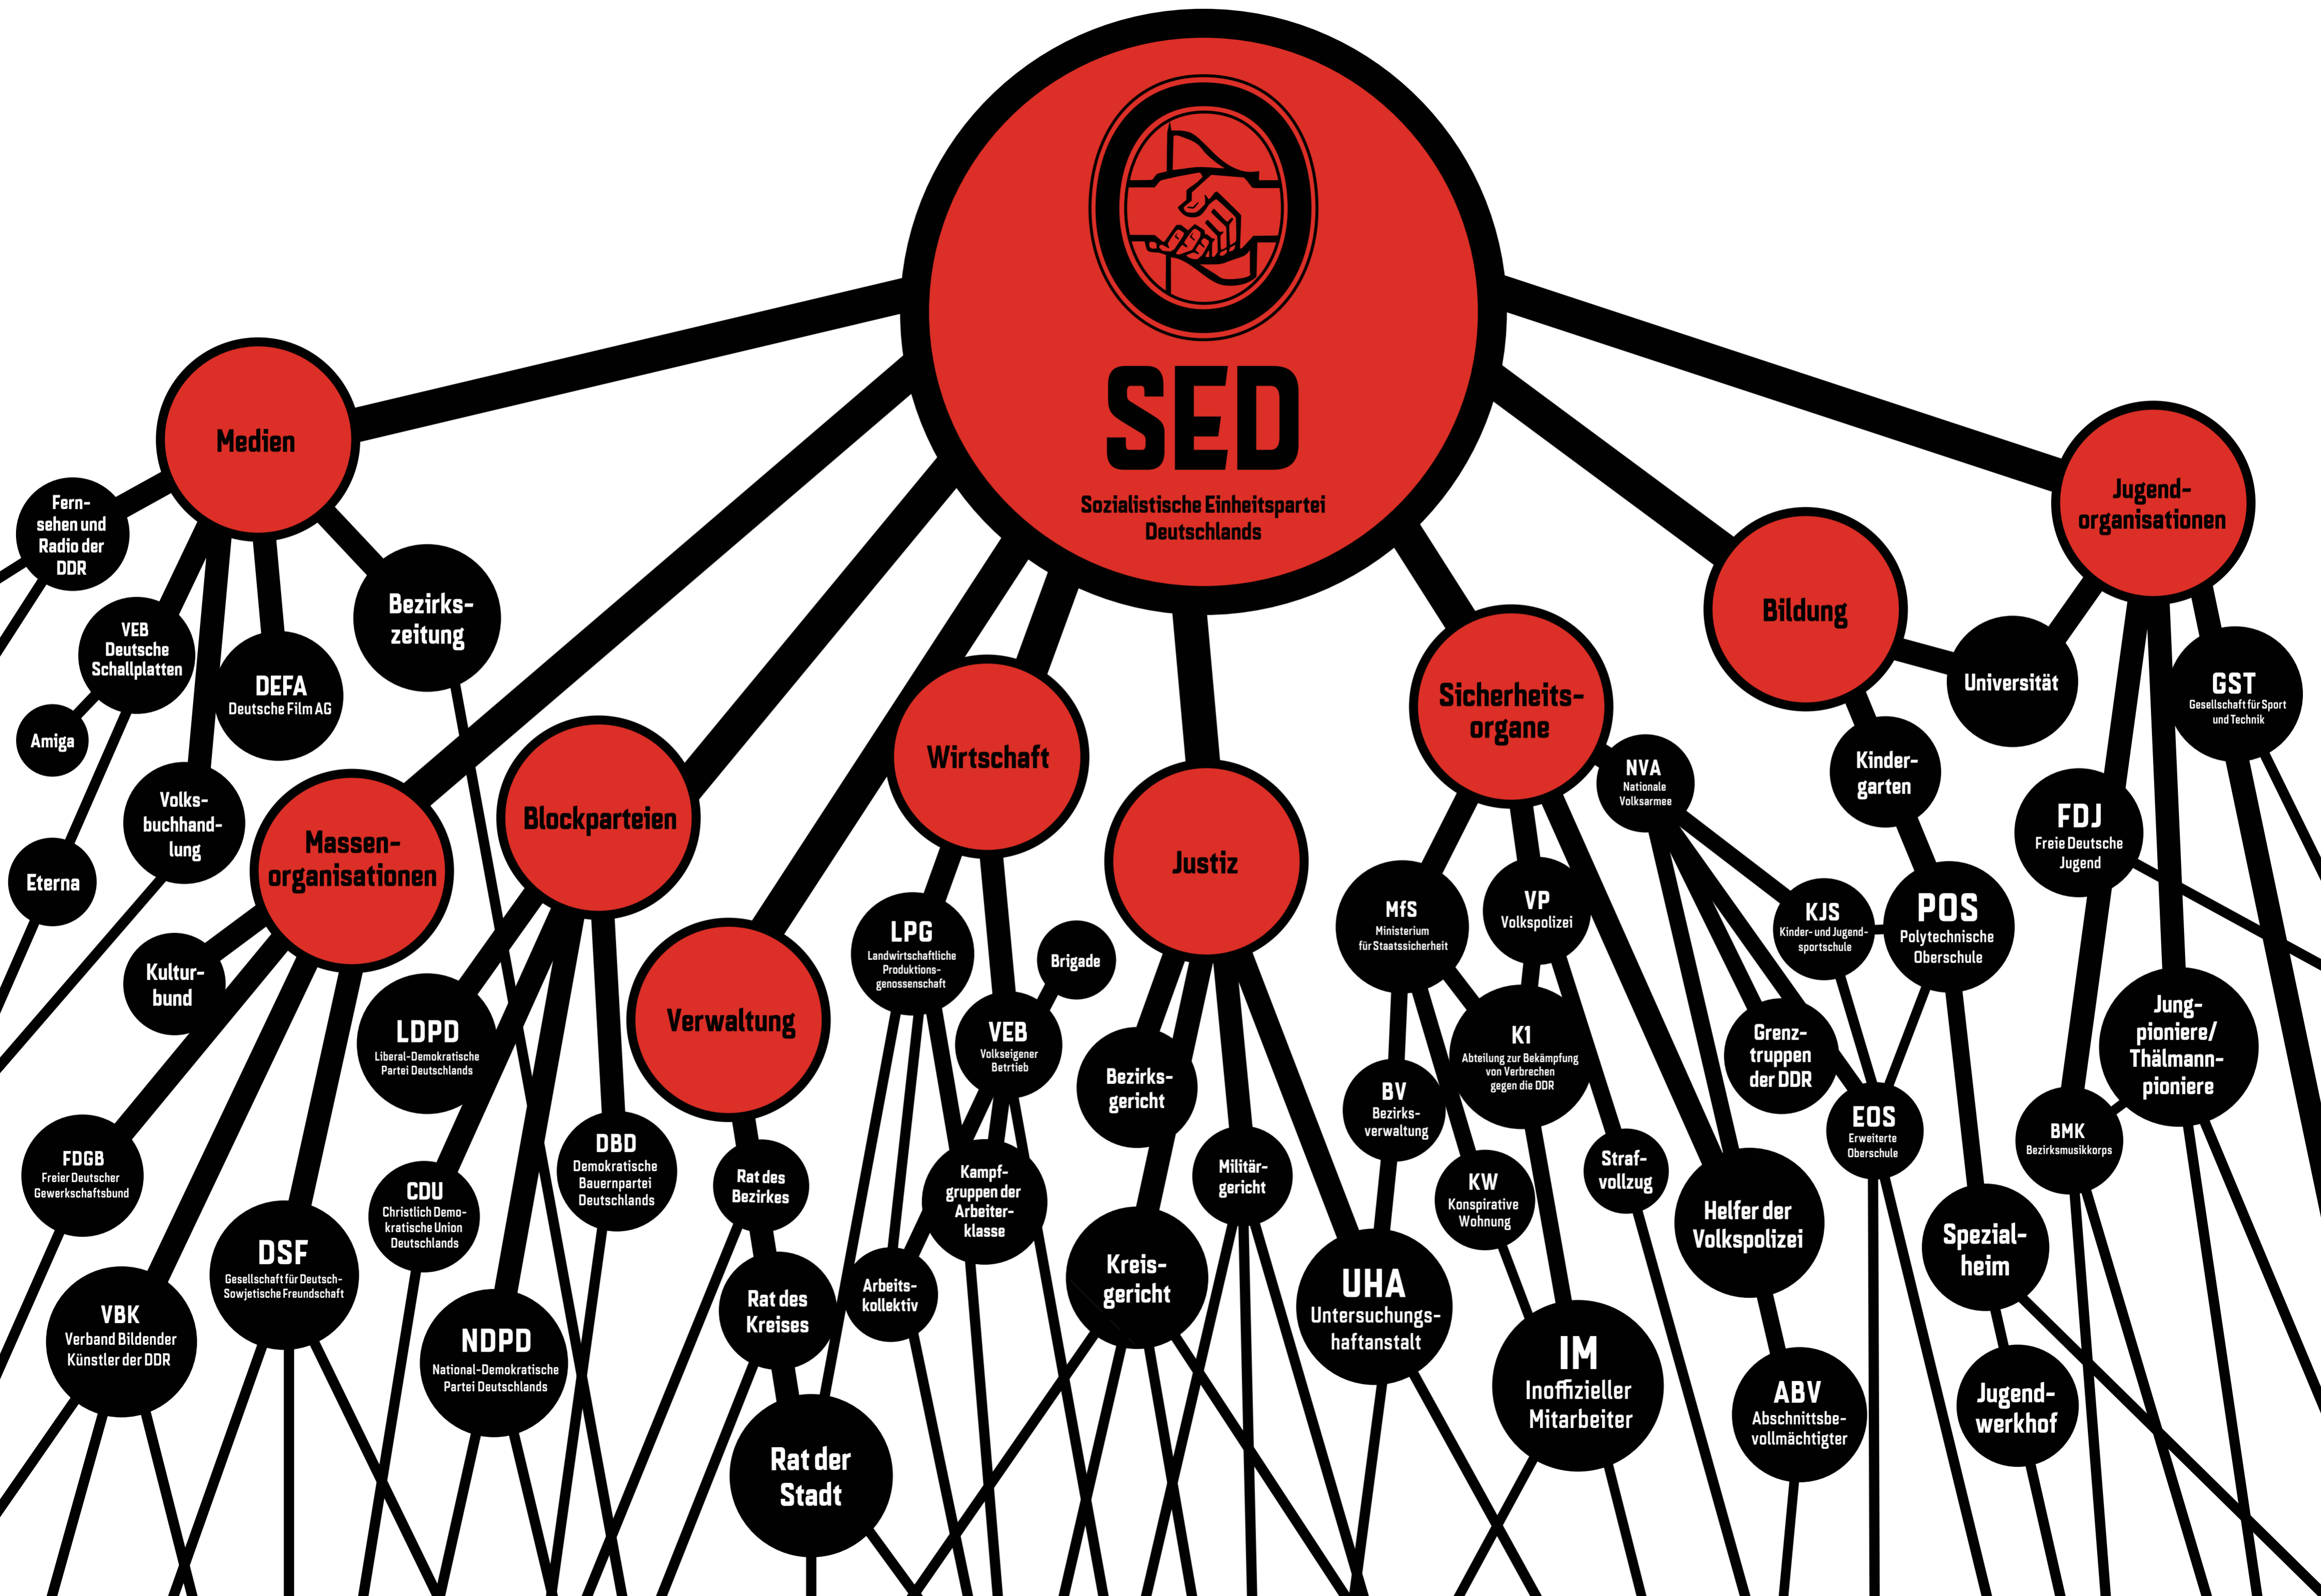 SED
Sozialistische Einheitspartei
Deutschlands
Medien
Fern-
sehen und
Radio der
DDR
VEB
Deutsche
Schallplatten
Amiga
Eterna
Volks-
buchhand-
lung
DEFA
Deutsche Film AG
Bezirks-
zeitung
Massen-
organisationen
Kultur-
bund
FDGB
Freier Deutscher
Gewerkschaftsbund
VBK
Verband Bildender
Künstler der DDR
DSF
Gesellschaft für Deutsch-
Sowjetische Freundschaft
Blockparteien
LDPD
Liberal-Demokratische
Partei Deutschlands
CDU
Christlich Demo-
kratische Union
Deutschlands
NDPD
National-Demokratische
Partei Deutschlands
DBD
Demokratische
Bauernpartei
Deutschlands
Verwaltung
Rat des
Bezirkes
Rat des
Kreises
Rat der
Stadt
Wirtschaft
LPG
Landwirtschaftliche
Produktions-
genossenschaft
VEB
Volkseigener
Betrtieb
Brigade
Kampf-
gruppen der
Arbeiter-
klasse
Arbeits-
kollektiv
Justiz
Bezirks-
gericht
Kreis-
gericht
Militär-
gericht
UHA
Untersuchungs-
haftanstalt
Sicherheits-
organe
MfS
Ministerium
für Staatssicherheit
VP
Volkspolizei
NVA
Nationale
Volksarmee
K1
Abteilung zur Bekämpfung
von Verbrechen
gegen die DDR
BV
Bezirks-
verwaltung
KW
Konspirative
Wohnung
IM
Inoffizieller
Mitarbeiter
Straf-
vollzug
Helfer der
Volkspolizei
ABV
Abschnittsbe-
vollmächtigter
Grenz-
truppen
der DDR
Bildung
Universität
Kinder-
garten
KJS
Kinder- und Jugend-
sportschule
POS
Polytechnische
Oberschule
EOS
Erweiterte
Oberschule
Spezial-
heim
Jugend-
werkhof
Jugend-
organisationen
GST
Gesellschaft für Sport
und Technik
FDJ
Freie Deutsche
Jugend
Jung-
pioniere/
Thälmann-
pioniere
BMK
Bezirksmusikkorps